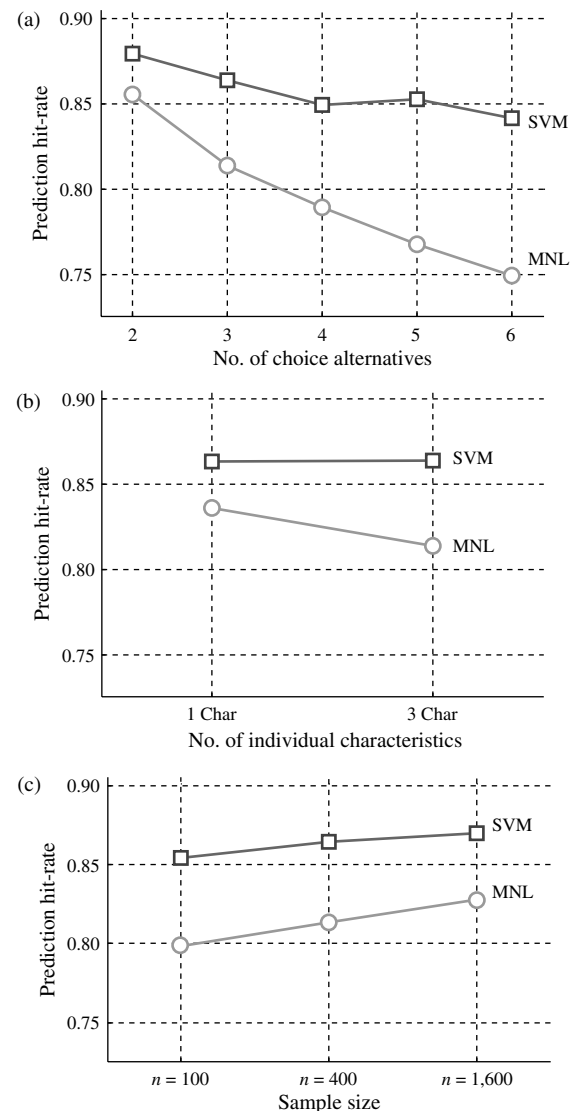 (a)
0.90
0.85
0.80
0.75
Prediction hit-rate
SVM
MNL
2 3 4 5 6
No. of choice alternatives
(b)
0.90
0.85
0.80
0.75
Prediction hit-rate
SVM
MNL
1 Char 3 Char
No. of individual characteristics
(c)
0.90
0.85
0.80
0.75
Prediction hit-rate
SVM
MNL
n = 100 n = 400 n = 1,600
Sample size